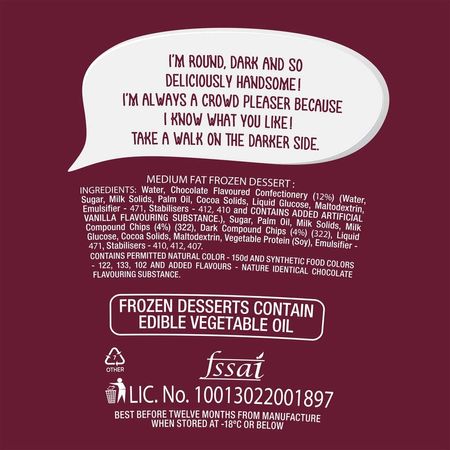 I'M ROUND, DARK AND SO
DELICIOUSLY HANDSOME!
I'M ALWAYS A CROWD PLEASER BECAUSE
I KNOW WHAT YOU LIKE!
TAKE A WALK ON THE DARKER SIDE.
MEDIUM FAT FROZEN DESSERT :
INGREDIENTS: Water, Chocolate Flavoured Confectionery (12%) (Water,
Sugar, Milk Solids, Palm Oil, Cocoa Solids, Liquid Glucose, Maltodextrin,
Emulsifier - 471, Stabilisers - 412, 410 and CONTAINS ADDED ARTIFICIAL
VANILLA FLAVOURING SUBSTANCE.), Sugar, Palm Oil, Milk Solids, Milk
Compound Chips (4%) (322), Dark Compound Chips (4%) (322), Liquid
Glucose, Cocoa Solids, Maltodextrin, Vegetable Protein (Soy), Emulsifier -
471, Stabilisers - 410, 412, 407.
CONTAINS PERMITTED NATURAL COLOR - 150d AND SYNTHETIC FOOD COLORS
- 122, 133, 102 AND ADDED FLAVOURS - NATURE IDENTICAL CHOCOLATE
FLAVOURING SUBSTANCE.
FROZEN DESSERTS CONTAIN
EDIBLE VEGETABLE OIL
7
OTHER
fssai
LIC. No. 10013022001897
BEST BEFORE TWELVE MONTHS FROM MANUFACTURE
WHEN STORED AT -18°C OR BELOW